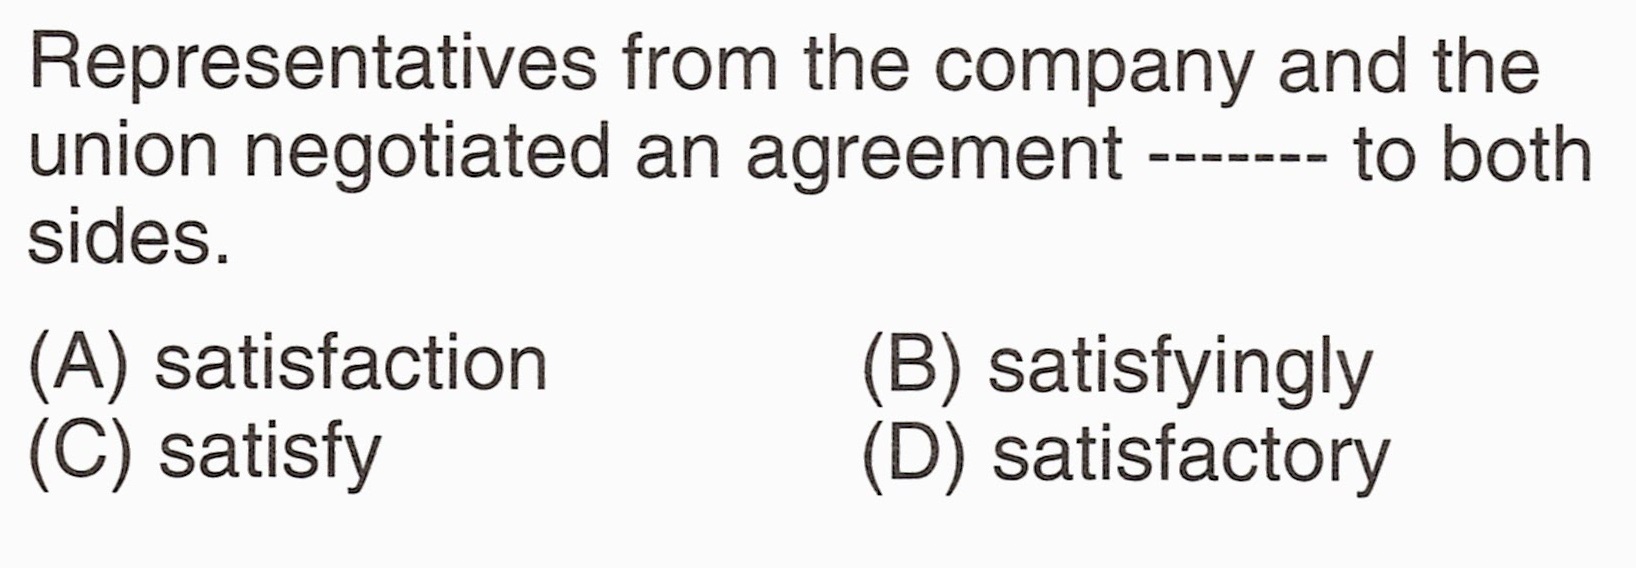 Representatives from the company and the
union negotiated an agreement ------- to both
sides.
(A) satisfaction (B) satisfyingly
(C) satisfy (D) satisfactory